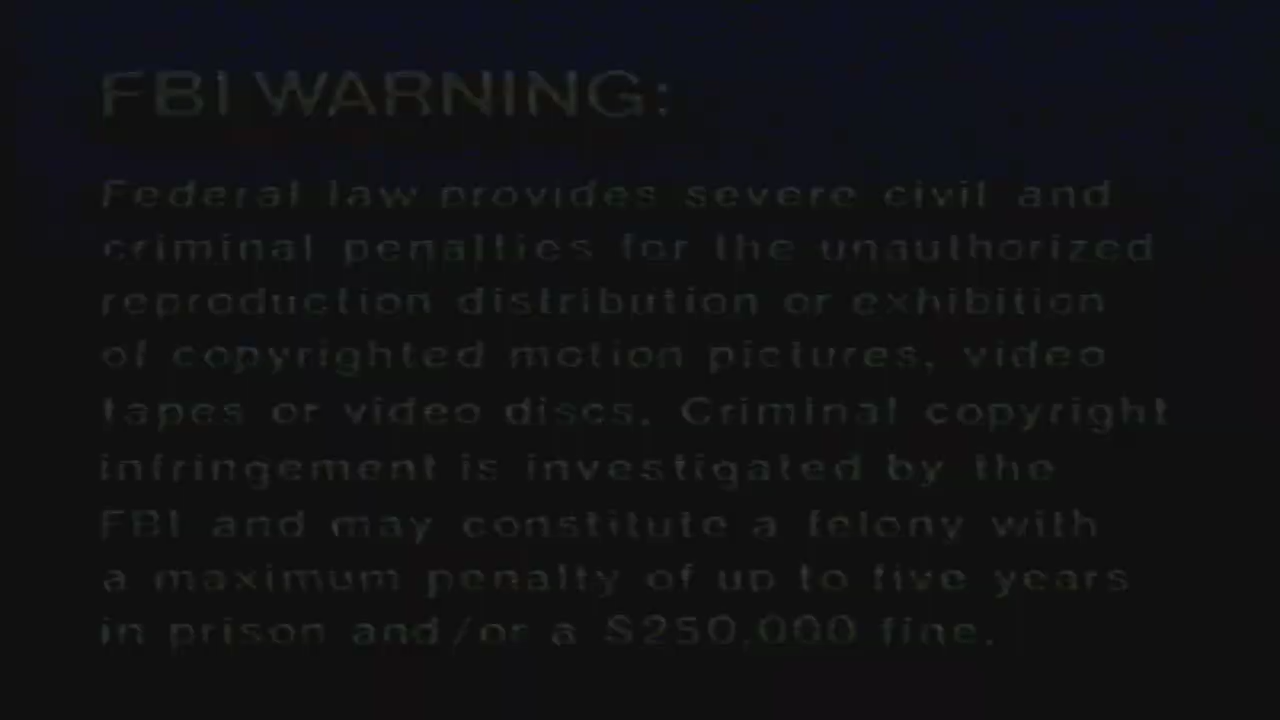 FBI WARNING:
Federal law provides severe civil and
criminal penalties for the unauthorized
reproduction distribution or exhibition
of copyrighted motion pictures, video
tapes or video discs. Criminal copyright
infringement is investigated by the
FBI and may constitute a felony with
a maximum penalty of up to five years
in prison and/or a $250,000 fine.